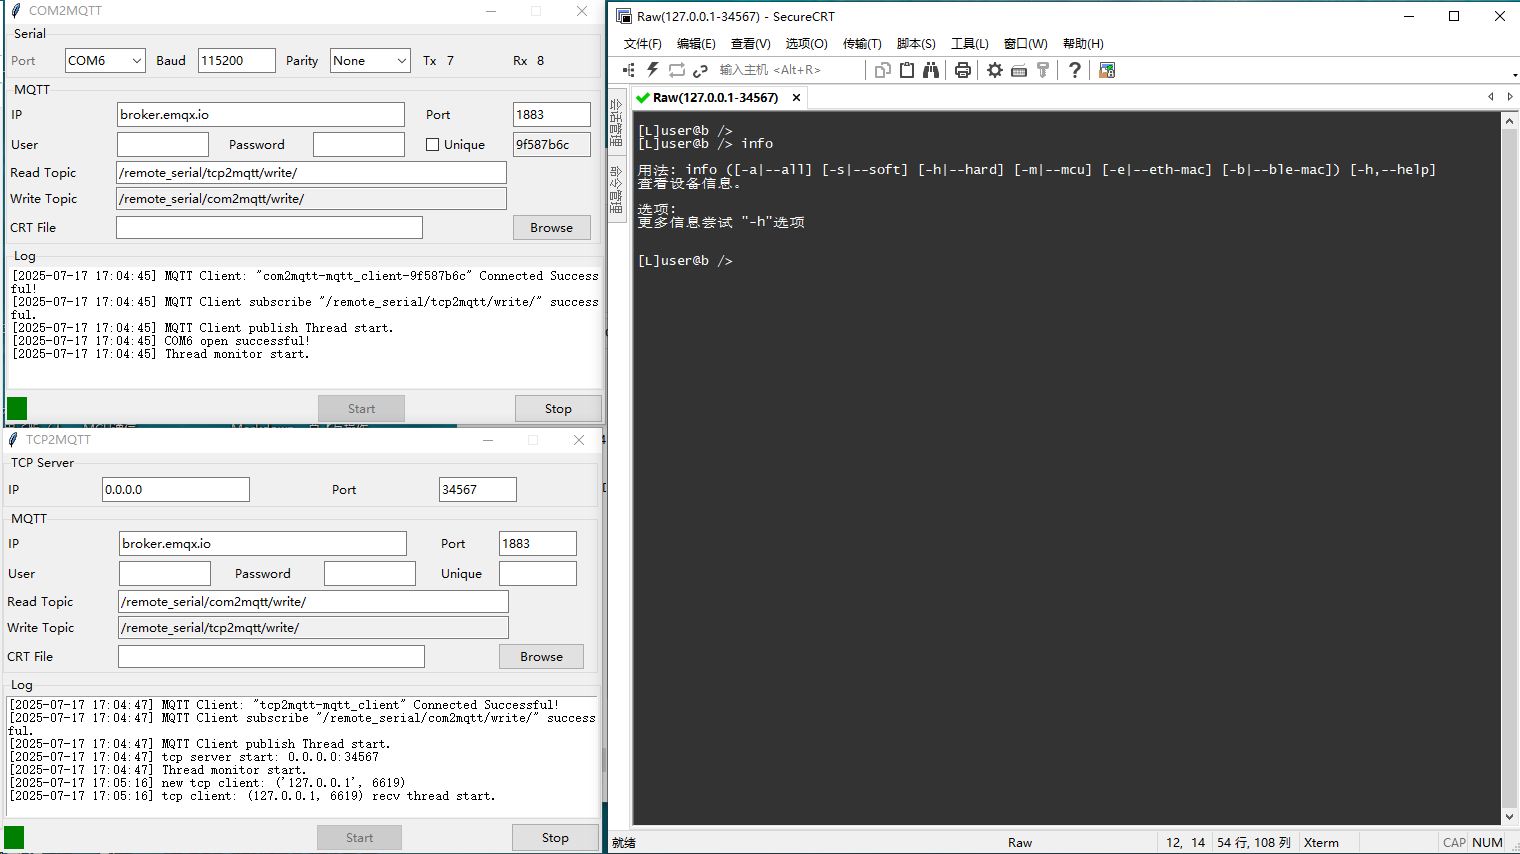 COM2MQTT
Serial
Port COM6 Baud 115200 Parity None Tx 7 Rx 8
MQTT
IP broker.emqx.io Port 1883
User Password Unique 9f587b6c
Read Topic /remote_serial/tcp2mqtt/write/
Write Topic /remote_serial/com2mqtt/write/
CRT File Browse
Log
[2025-07-17 17:04:45] MQTT Client: "com2mqtt-mqtt_client-9f587b6c" Connected Success
ful!
[2025-07-17 17:04:45] MQTT Client subscribe "/remote_serial/tcp2mqtt/write/" success
ful.
[2025-07-17 17:04:45] MQTT Client publish Thread start.
[2025-07-17 17:04:45] COM6 open successful!
[2025-07-17 17:04:45] Thread monitor start.
Start Stop
TCP2MQTT
TCP Server
IP 0.0.0.0 Port 34567
MQTT
IP broker.emqx.io Port 1883
User Password Unique
Read Topic /remote_serial/com2mqtt/write/
Write Topic /remote_serial/tcp2mqtt/write/
CRT File Browse
Log
[2025-07-17 17:04:47] MQTT Client: "tcp2mqtt-mqtt_client" Connected Successful!
[2025-07-17 17:04:47] MQTT Client subscribe "/remote_serial/com2mqtt/write/" success
ful.
[2025-07-17 17:04:47] MQTT Client publish Thread start.
[2025-07-17 17:04:47] tcp server start: 0.0.0.0:34567
[2025-07-17 17:04:47] Thread monitor start.
[2025-07-17 17:05:16] new tcp client: ('127.0.0.1', 6619)
[2025-07-17 17:05:16] tcp client: (127.0.0.1, 6619) recv thread start.
Start Stop
Raw(127.0.0.1-34567) - SecureCRT
文件(F) 编辑(E) 查看(V) 选项(O) 传输(T) 脚本(S) 工具(L) 窗口(W) 帮助(H)
输入主机 <Alt+R>
会话管理
命令管理
Raw(127.0.0.1-34567)
[L]user@b />
[L]user@b /> info
用法: info ([-a|--all] [-s|--soft] [-h|--hard] [-m|--mcu] [-e|--eth-mac] [-b|--ble-mac]) [-h,--help]
查看设备信息。
选项:
更多信息尝试 "-h"选项
[L]user@b />
就绪 Raw 12, 14 54 行, 108 列 Xterm CAP NUM